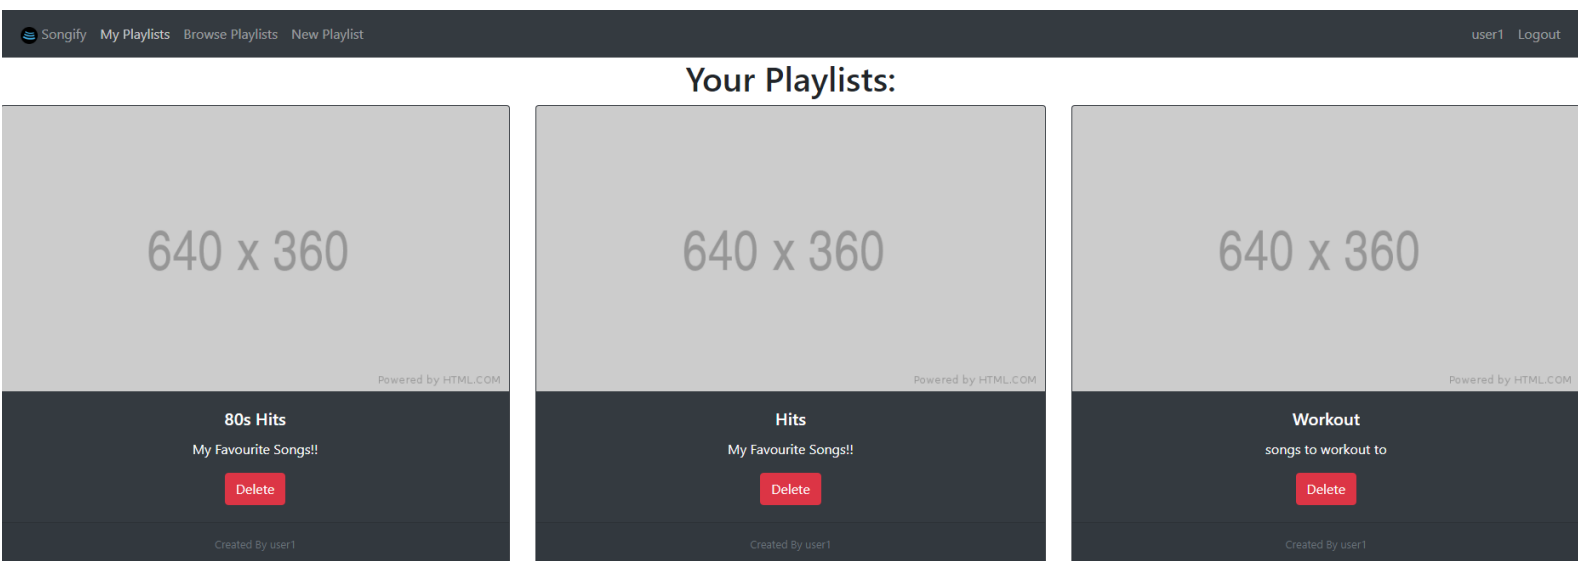 Songify My Playlists Browse Playlists New Playlist user1 Logout
Your Playlists:
640 x 360
Powered by HTML.COM
80s Hits
My Favourite Songs!!
Delete
Created By user1
640 x 360
Powered by HTML.COM
Hits
My Favourite Songs!!
Delete
Created By user1
640 x 360
Powered by HTML.COM
Workout
songs to workout to
Delete
Created By user1